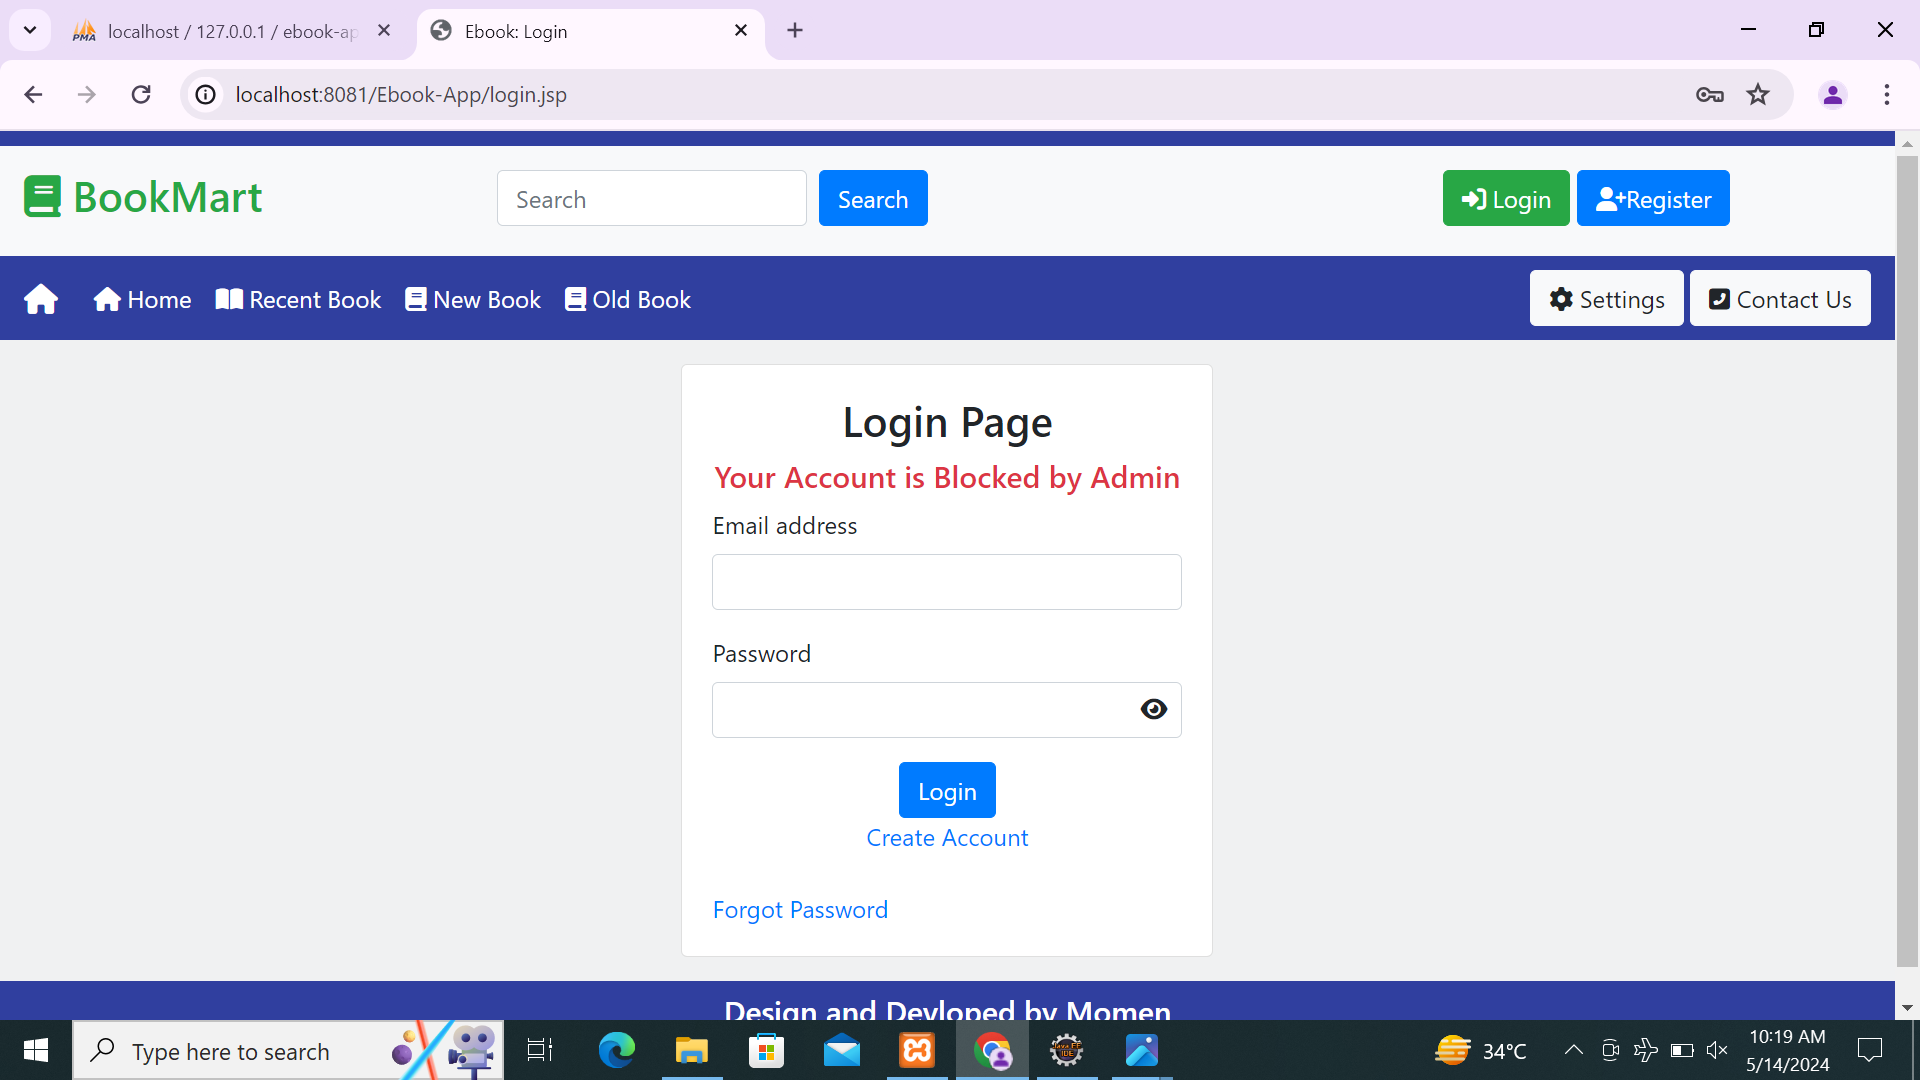 localhost / 127.0.0.1 / ebook-ap
Ebook: Login
localhost:8081/Ebook-App/login.jsp
BookMart
Search
Search
Login
Register
Home
Recent Book
New Book
Old Book
Settings
Contact Us
Login Page
Your Account is Blocked by Admin
Email address
Password
Login
Create Account
Forgot Password
Design and Devloped by Momen
Type here to search
34°C
10:19 AM
5/14/2024